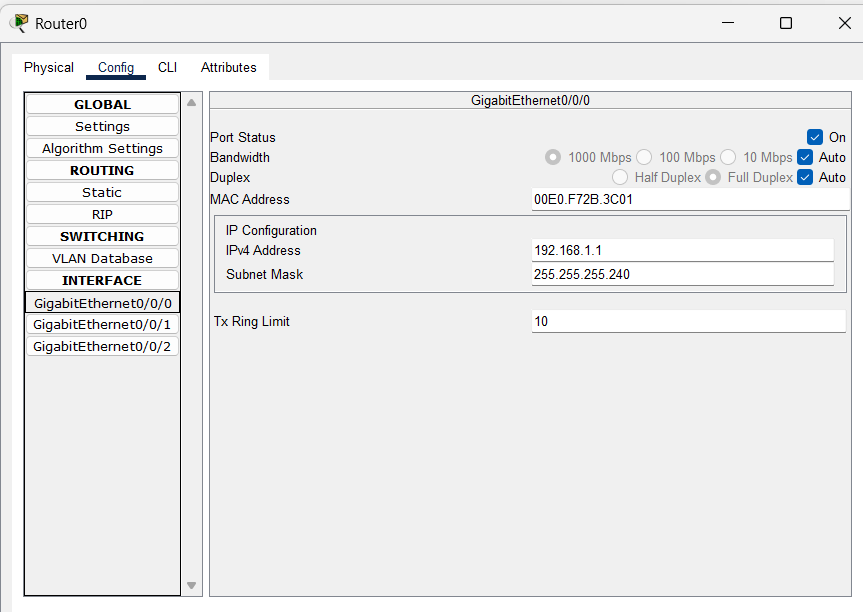 Router0
Physical Config CLI Attributes
GLOBAL
Settings
Algorithm Settings
ROUTING
Static
RIP
SWITCHING
VLAN Database
INTERFACE
GigabitEthernet0/0/0
GigabitEthernet0/0/1
GigabitEthernet0/0/2
GigabitEthernet0/0/0
Port Status On
Bandwidth 1000 Mbps 100 Mbps 10 Mbps Auto
Duplex Half Duplex Full Duplex Auto
MAC Address 00E0.F72B.3C01
IP Configuration
IPv4 Address 192.168.1.1
Subnet Mask 255.255.255.240
Tx Ring Limit 10